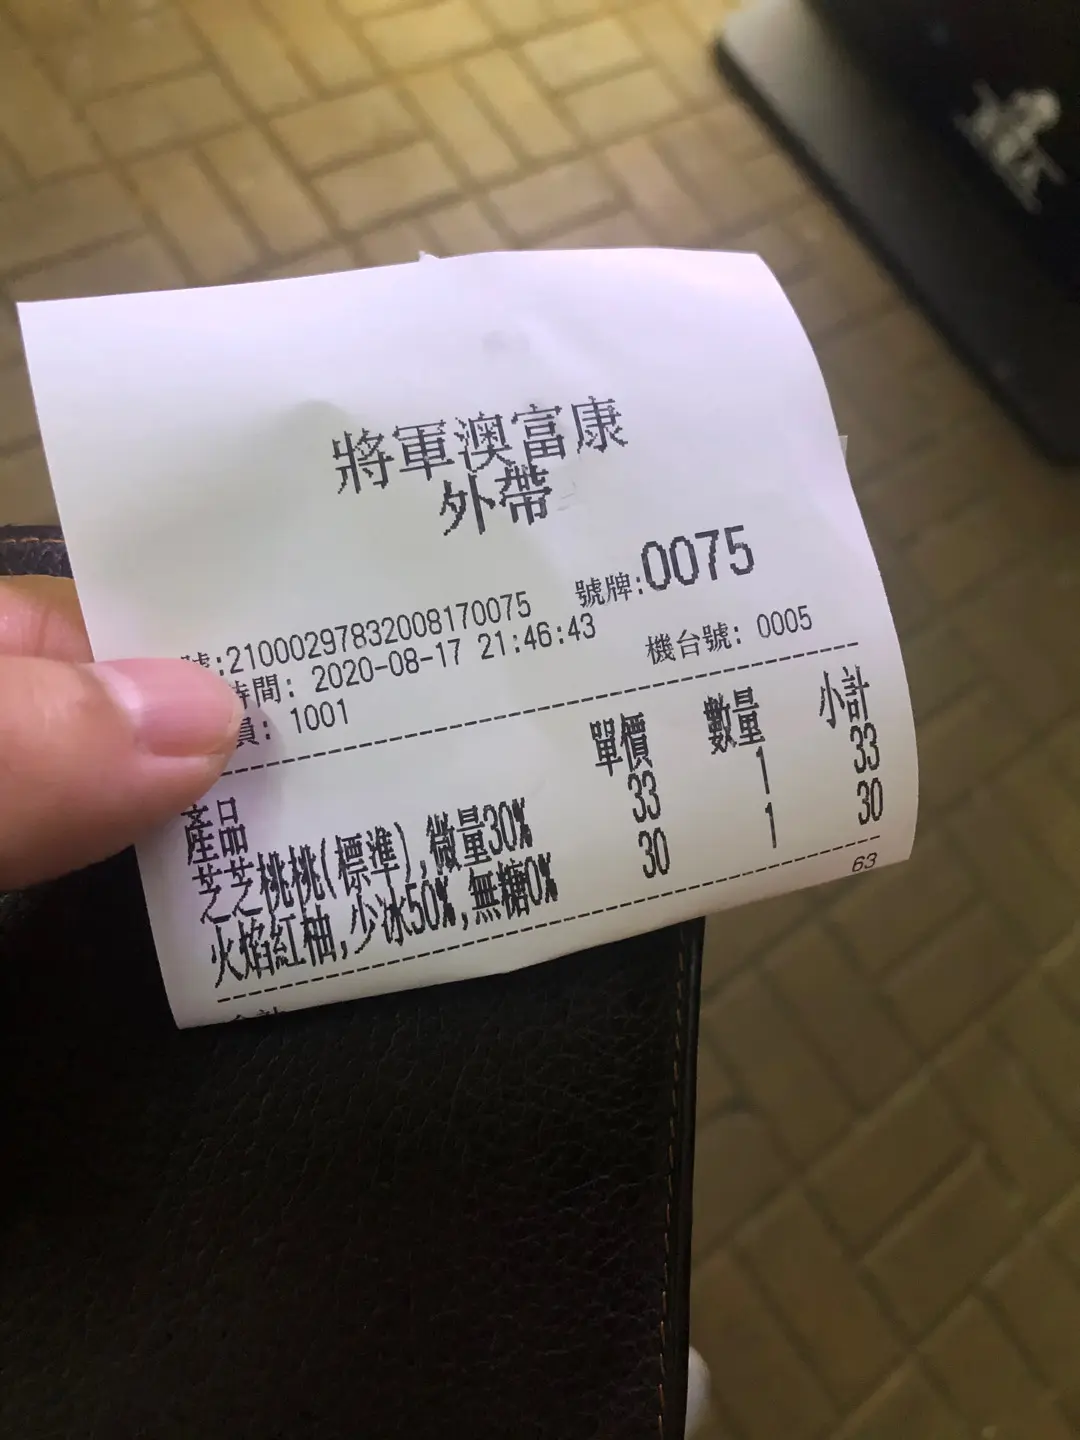 將軍澳富康
外帶
號牌:0075
號:21000297832008170075
時間: 2020-08-17 21:46:43
員: 1001
機台號: 0005
產品 單價 數量 小計
芝芝桃桃(標準),微量30% 33 1 33
火焰紅柚,少冰50%,無糖0% 30 1 30
63